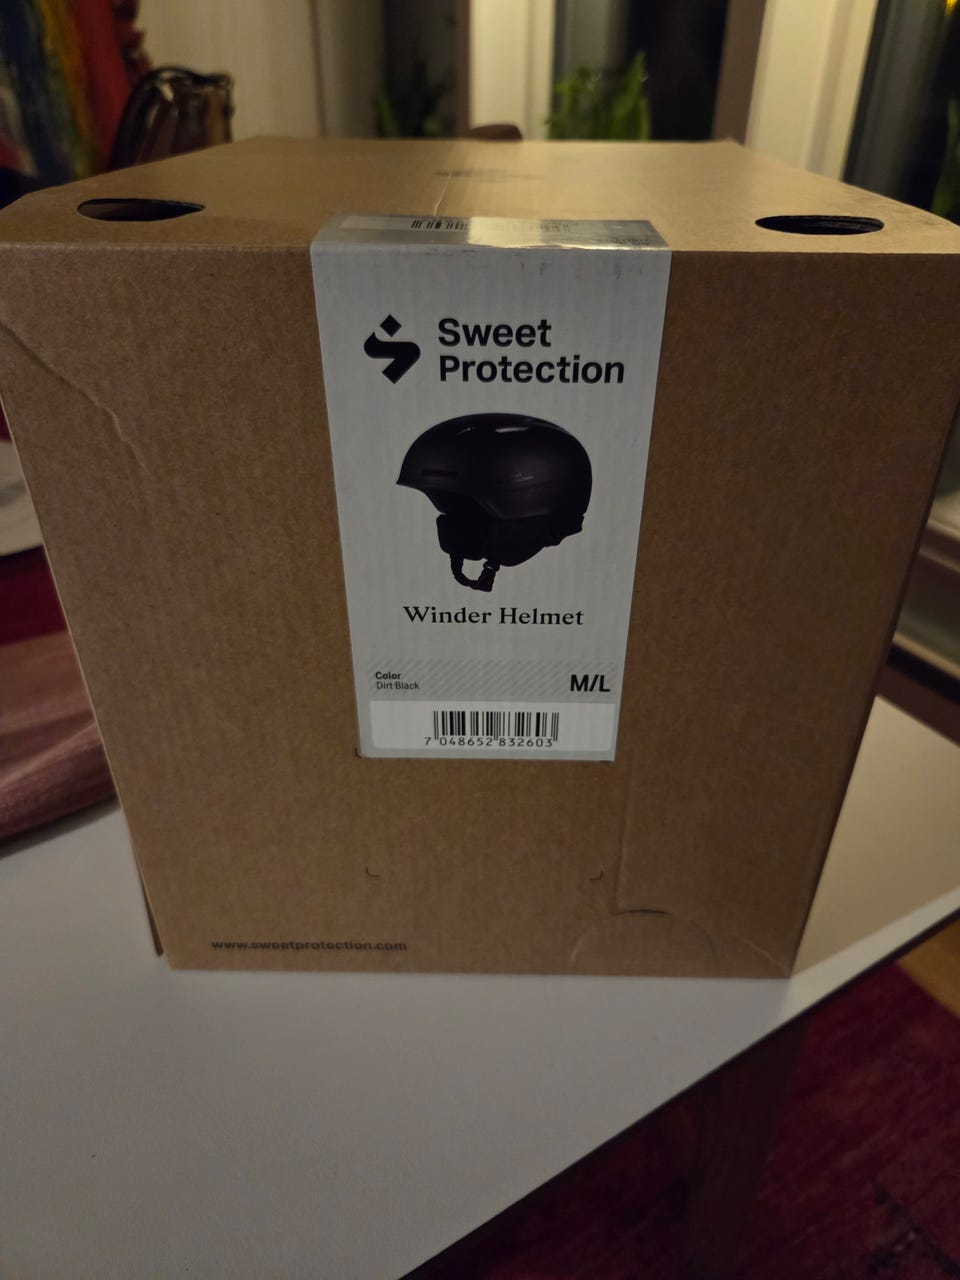 Sweet
Protection
Winder Helmet
Color
Dirt Black
M/L
7 048652 832603
www.sweetprotection.com